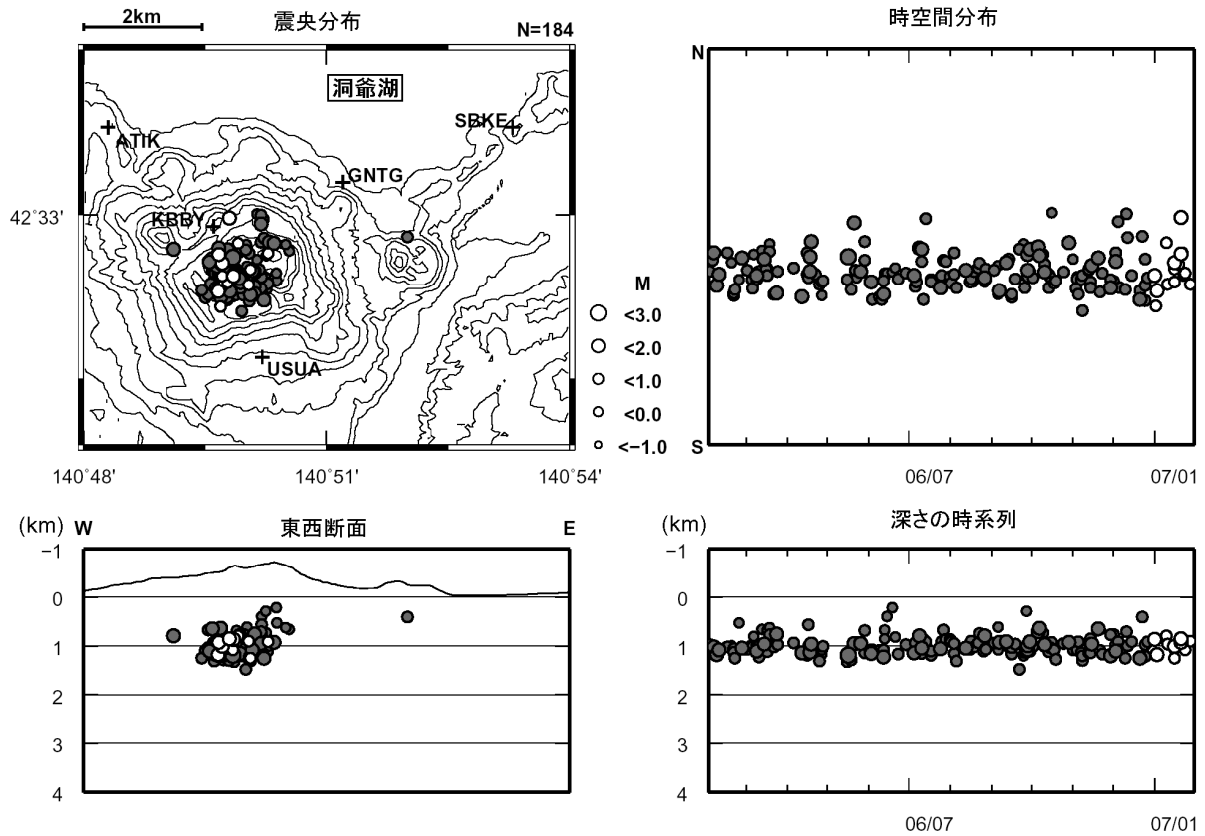 2km
震央分布
N=184
洞爺湖
ATIK
SBKE
GNTG
KBBY
USUA
42°33'
140°48'
140°51'
140°54'
M
<3.0
<2.0
<1.0
<0.0
<−1.0
時空間分布
N
S
06/07
07/01
(km)
W
東西断面
E
−1
0
1
2
3
4
(km)
深さの時系列
−1
0
1
2
3
4
06/07
07/01